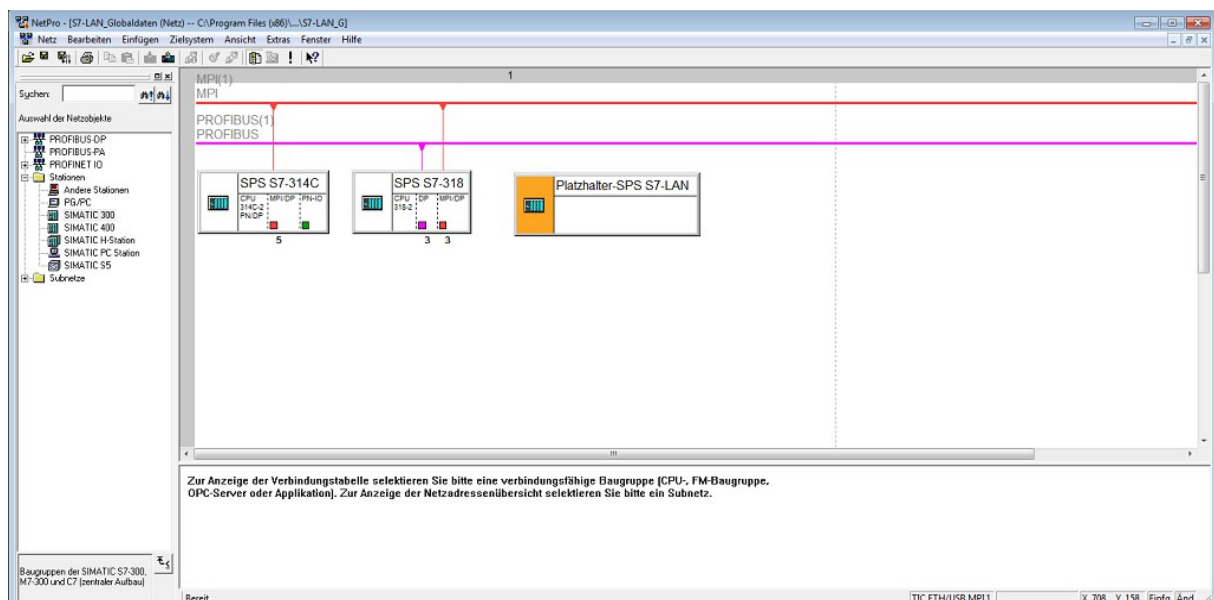 NetPro - [S7-LAN_Globaldaten (Netz) -- C:\Program Files (x86)\...\S7-LAN_G]
Netz Bearbeiten Einfügen Zielsystem Ansicht Extras Fenster Hilfe
Suchen:
Auswahl der Netzobjekte
PROFIBUS-DP
PROFIBUS-PA
PROFINET IO
Stationen
Andere Stationen
PG/PC
SIMATIC 300
SIMATIC 400
SIMATIC H-Station
SIMATIC PC Station
SIMATIC S5
Subnetze
Baugruppen der SIMATIC S7-300,
M7-300 und C7 (zentraler Aufbau)
1
MPI(1)
MPI
PROFIBUS(1)
PROFIBUS
SPS S7-314C
CPU 314C-2 PN/DP
MPI/DP
PN-IO
5
SPS S7-318
CPU 318-2
DP
MPI/DP
3 3
Platzhalter-SPS S7-LAN
Zur Anzeige der Verbindungstabelle selektieren Sie bitte eine verbindungsfähige Baugruppe (CPU-, FM-Baugruppe,
OPC-Server oder Applikation). Zur Anzeige der Netzadressenübersicht selektieren Sie bitte ein Subnetz.
Bereit
X 708 Y 158 Einfg Änd